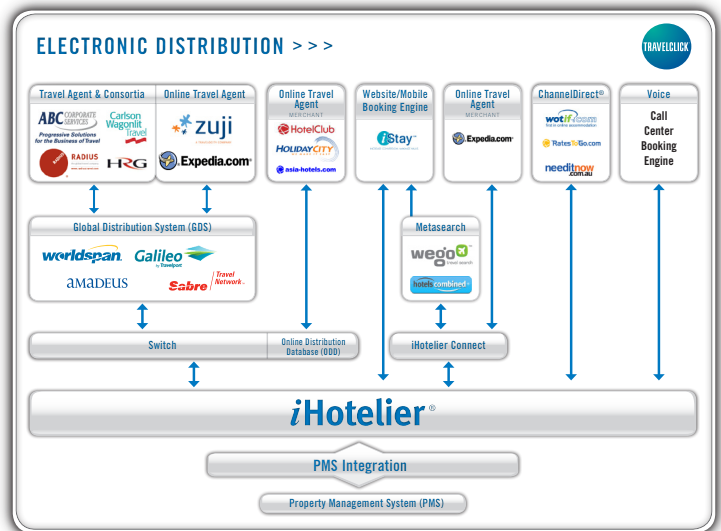 ELECTRONIC DISTRIBUTION > > >
TRAVELCLICK
Travel Agent & Consortia
ABC CORPORATE SERVICES
Progressive Solutions
for the Business of Travel
Carlson
Wagonlit
Travel
RADIUS
HRG
Online Travel Agent
zuji
Expedia.com
Online Travel
Agent
MERCHANT
HotelClub
HOLIDAYCITY
asia-hotels.com
Website/Mobile
Booking Engine
iStay
Online Travel
Agent
MERCHANT
Expedia.com
ChannelDirect®
wotif.com
RatesToGo.com
needitnow
.com.au
Voice
Call
Center
Booking
Engine
Global Distribution System (GDS)
worldspan.
Galileo
by Travelport
AMADEUS
Sabre Travel
Network
Metasearch
wego
travel search
hotelscombined
Switch
Online Distribution
Database (ODD)
iHotelier Connect
iHotelier®
PMS Integration
Property Management System (PMS)